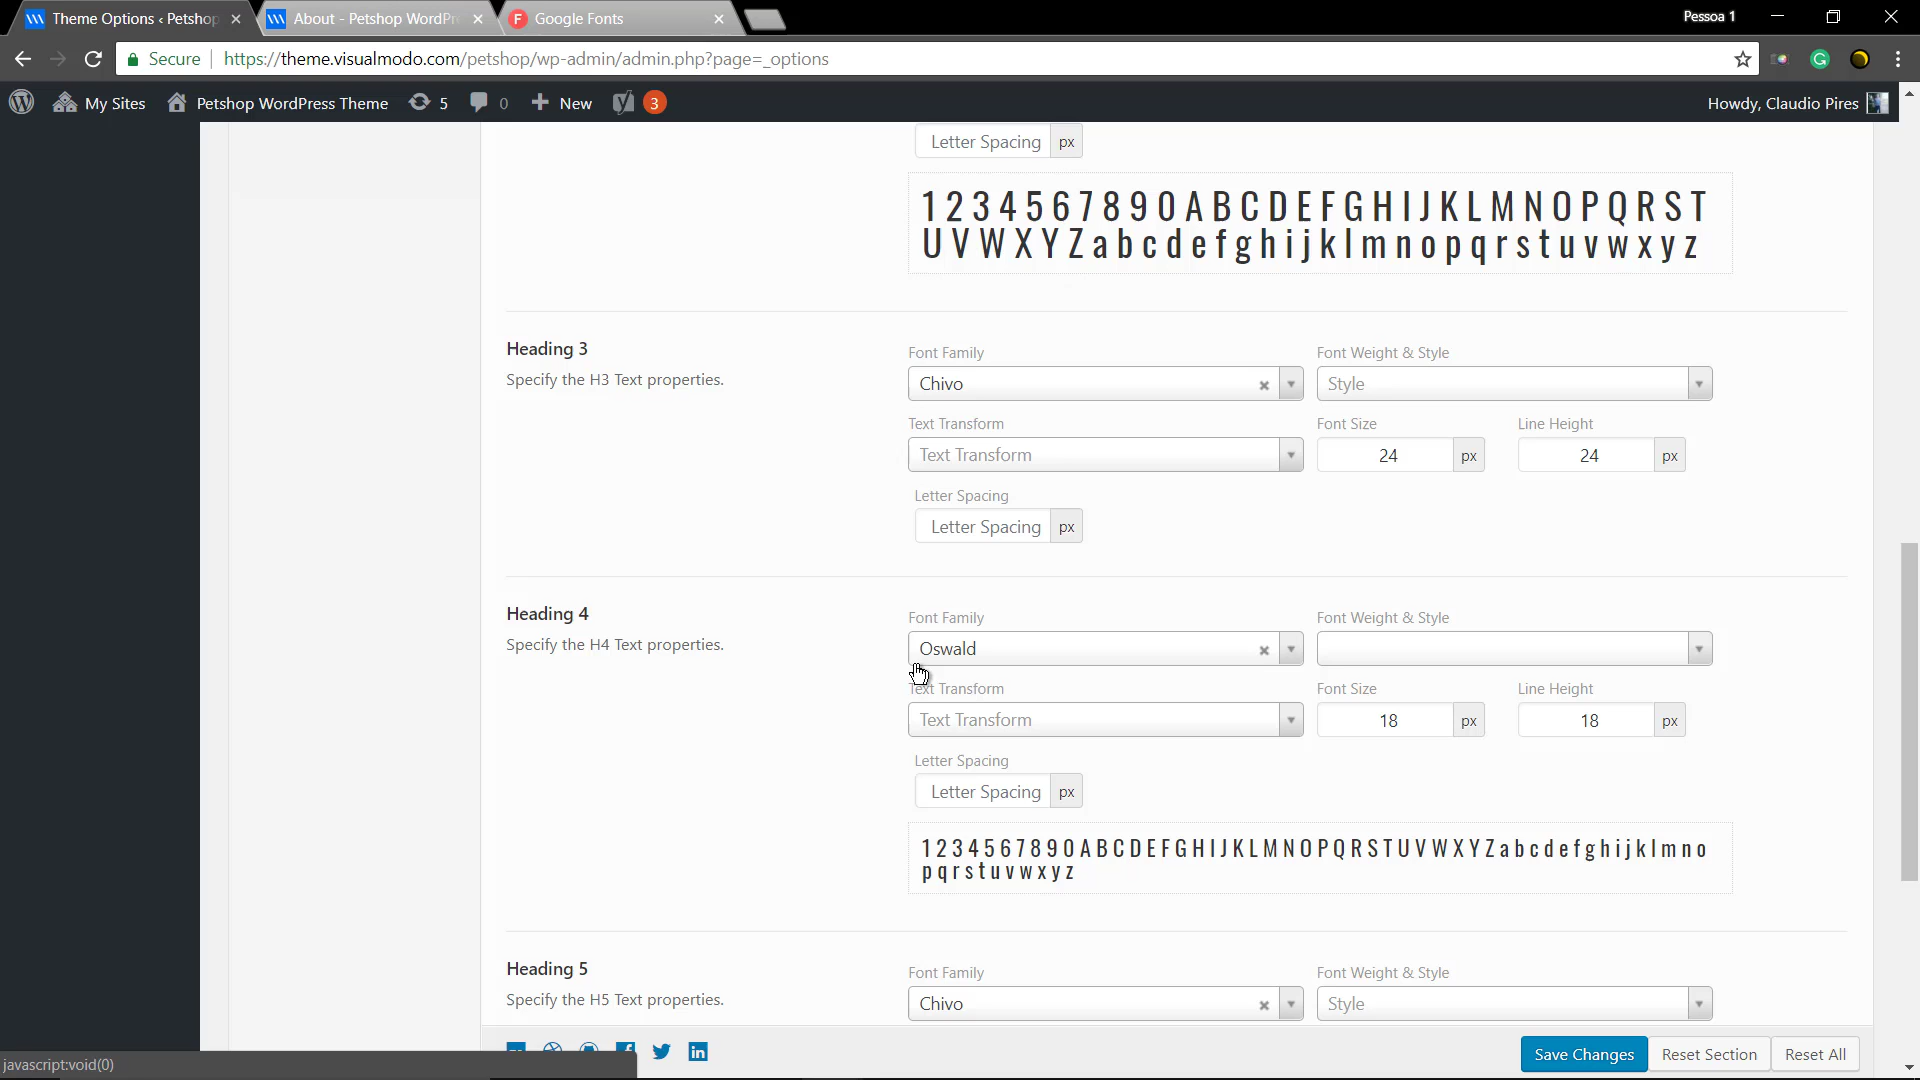 Theme Options ‹ Petshop
About - Petshop WordPr
Google Fonts
Pessoa 1
Secure
https://theme.visualmodo.com/petshop/wp-admin/admin.php?page=_options
My Sites
Petshop WordPress Theme
5
0
New
3
Howdy, Claudio Pires
Letter Spacing px
1 2 3 4 5 6 7 8 9 0 A B C D E F G H I J K L M N O P Q R S T
U V W X Y Z a b c d e f g h i j k l m n o p q r s t u v w x y z
Heading 3
Specify the H3 Text properties.
Font Family
Font Weight & Style
Chivo
Style
Text Transform
Font Size
Line Height
Text Transform
24 px
24 px
Letter Spacing
Letter Spacing px
Heading 4
Specify the H4 Text properties.
Font Family
Font Weight & Style
Oswald
Text Transform
Font Size
Line Height
Text Transform
18 px
18 px
Letter Spacing
Letter Spacing px
1 2 3 4 5 6 7 8 9 0 A B C D E F G H I J K L M N O P Q R S T U V W X Y Z a b c d e f g h i j k l m n o
p q r s t u v w x y z
Heading 5
Specify the H5 Text properties.
Font Family
Font Weight & Style
Chivo
Style
Save Changes
Reset Section
Reset All
javascript:void(0)